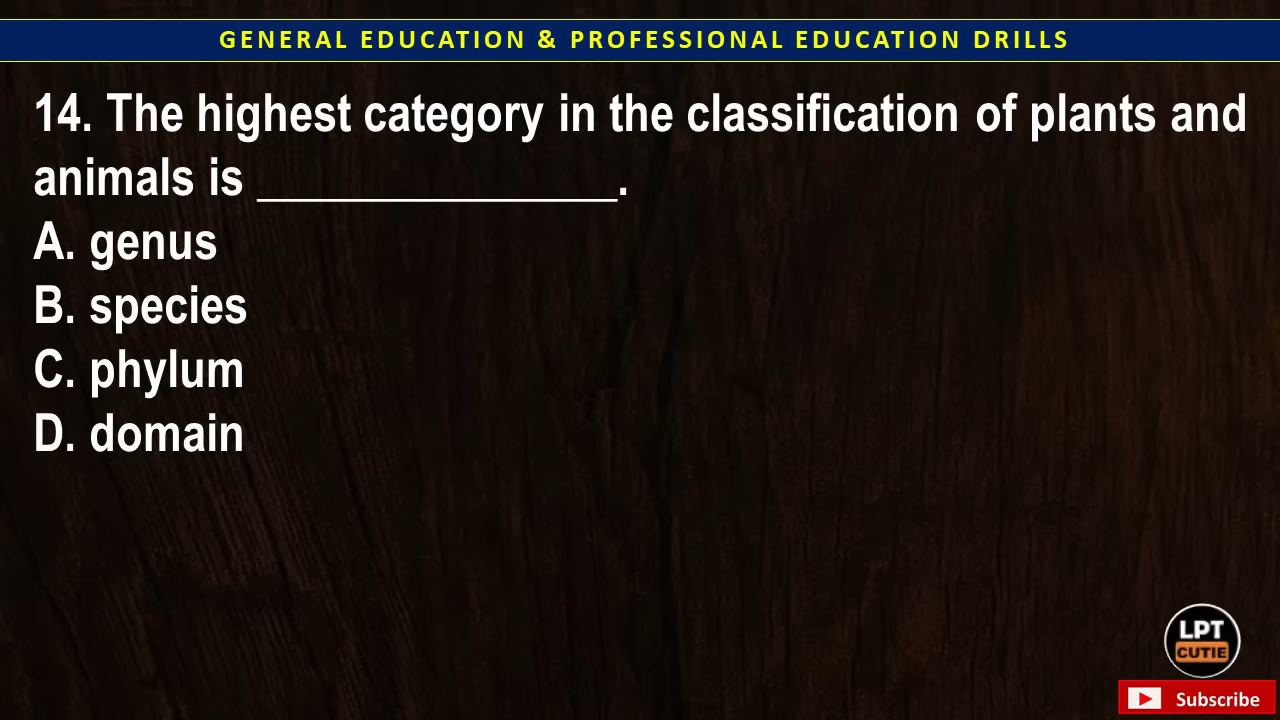 GENERAL EDUCATION & PROFESSIONAL EDUCATION DRILLS
14. The highest category in the classification of plants and
animals is _______________.
A. genus
B. species
C. phylum
D. domain
LPT
CUTIE
Subscribe